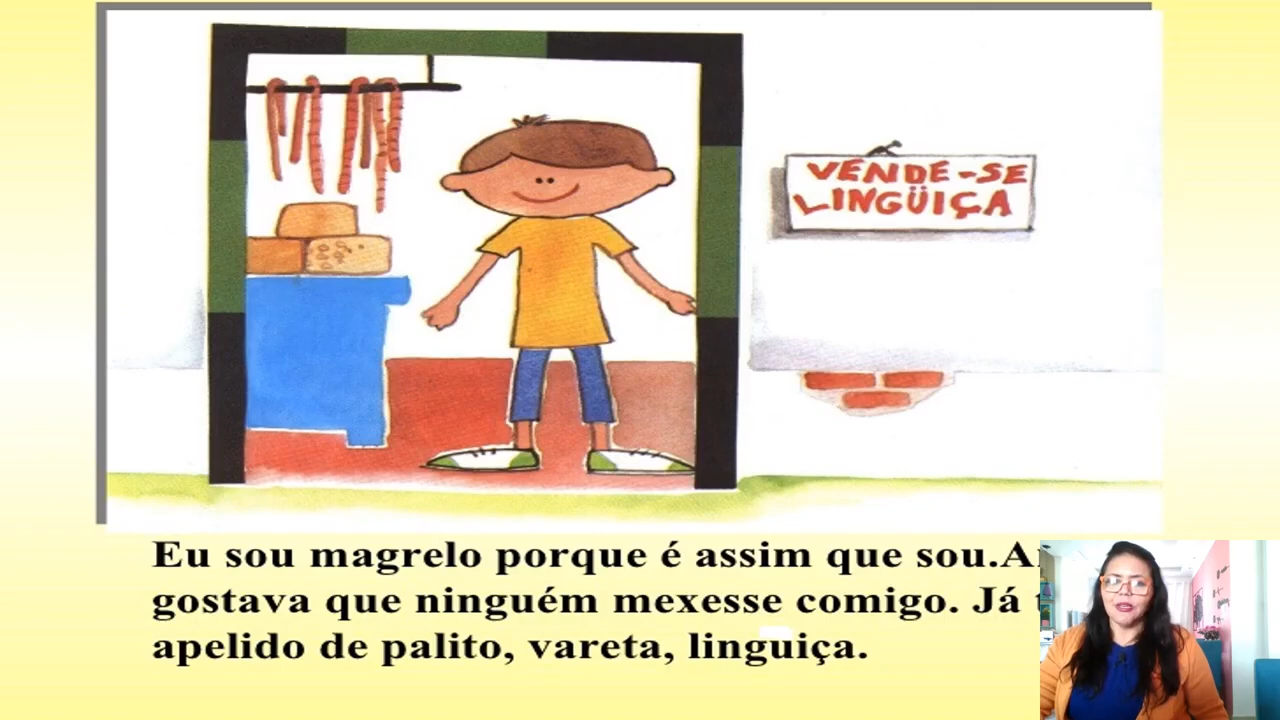 VENDE-SE
LINGÜIÇA
Eu sou magrelo porque é assim que sou.
gostava que ninguém mexesse comigo. Já
apelido de palito, vareta, linguiça.